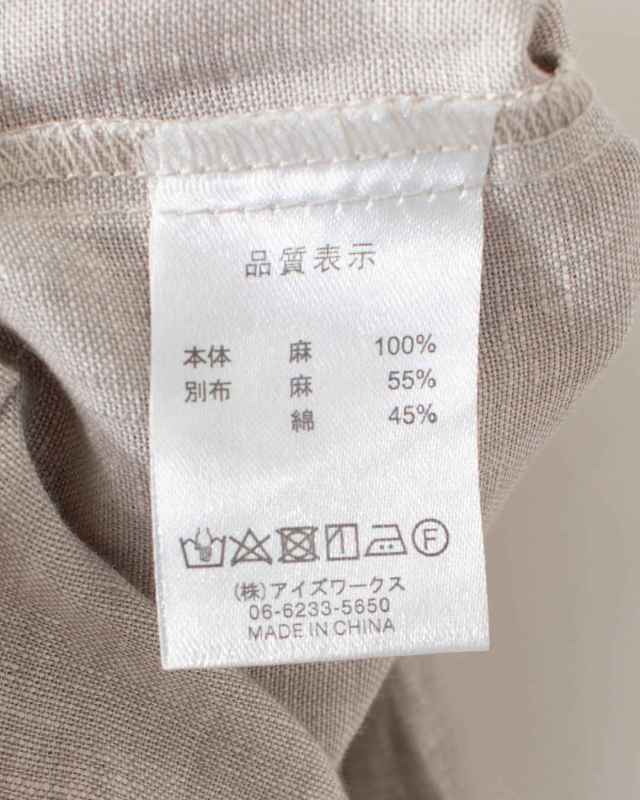 品質表示
本体 麻 100%
別布 麻 55%
綿 45%
F
(株)アイズワークス
06-6233-5650
MADE IN CHINA